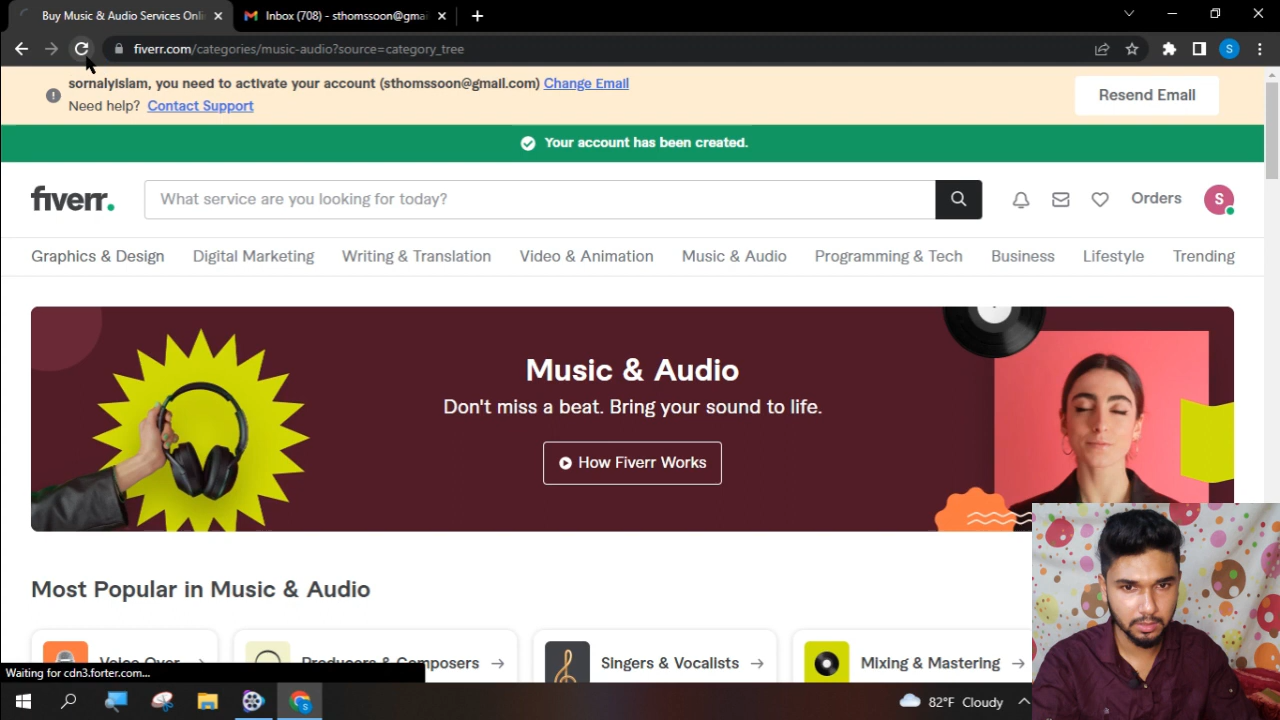 Buy Music & Audio Services Onli
Inbox (708) - sthomssoon@gmai
fiverr.com/categories/music-audio?source=category_tree
S
sornalyislam, you need to activate your account (sthomssoon@gmail.com) Change Email
Need help? Contact Support
Resend Email
Your account has been created.
fiverr.
What service are you looking for today?
Orders
S
Graphics & Design
Digital Marketing
Writing & Translation
Video & Animation
Music & Audio
Programming & Tech
Business
Lifestyle
Trending
Music & Audio
Don't miss a beat. Bring your sound to life.
How Fiverr Works
Most Popular in Music & Audio
Voice Over
Producers & Composers
Singers & Vocalists
Mixing & Mastering
Waiting for cdn3.forter.com...
82°F Cloudy